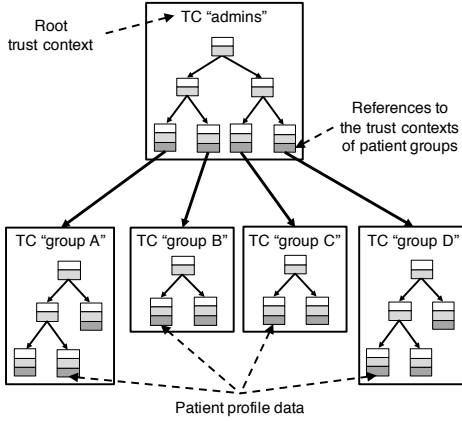 TC “admins”
Root
trust context
References to
the trust contexts
of patient groups
TC “group A”
TC “group B”
TC “group C”
TC “group D”
Patient profile data